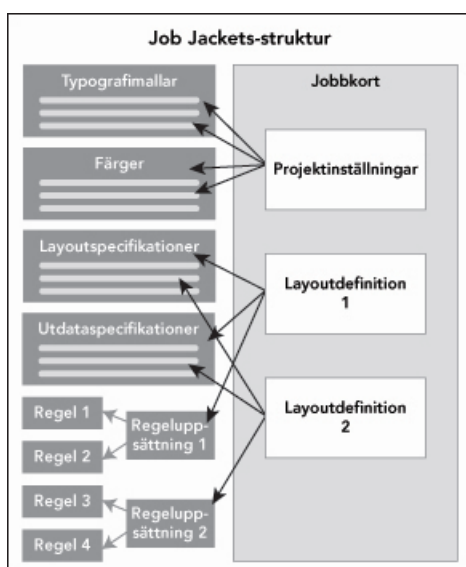 Job Jackets-struktur
Typografimallar
Jobbkort
Projektinställningar
Färger
Layoutspecifikationer
Layoutdefinition
1
Utdataspecifikationer
Layoutdefinition
2
Regel 1
Regelupp-
sättning 1
Regel 2
Regel 3
Regelupp-
sättning 2
Regel 4